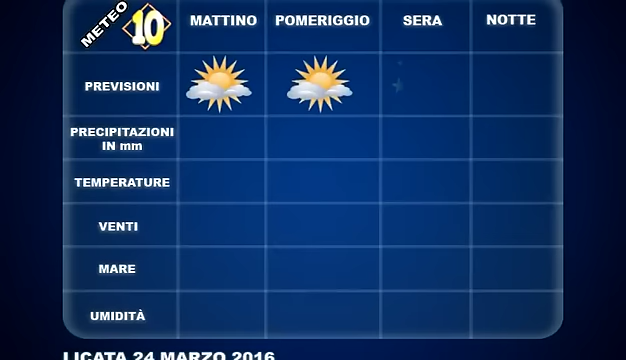 METEO 10
MATTINO POMERIGGIO SERA NOTTE
PREVISIONI
PRECIPITAZIONI
IN mm
TEMPERATURE
VENTI
MARE
UMIDITÀ
LICATA 24 MARZO 2016